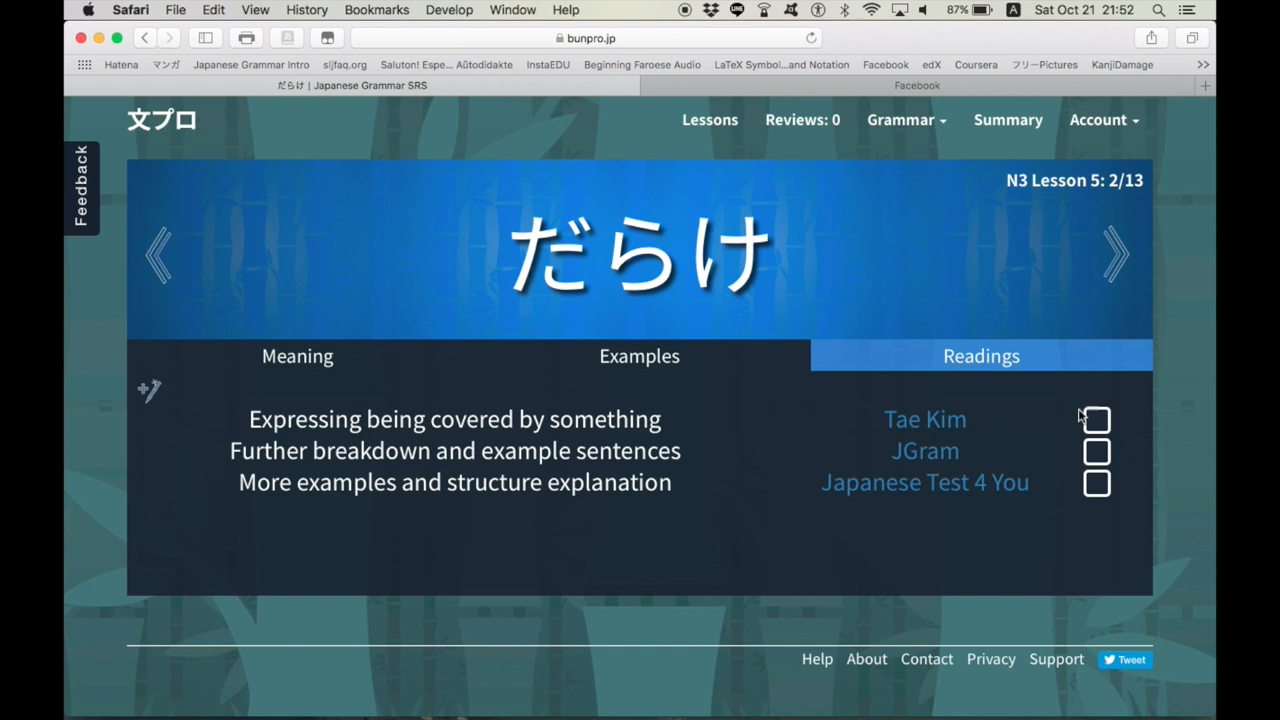 Safari File Edit View History Bookmarks Develop Window Help 87% A Sat Oct 21 21:52
bunpro.jp
Hatena マンガ Japanese Grammar Intro sljfaq.org Saluton! Espe... Aŭtodidakte InstaEDU Beginning Faroese Audio LaTeX Symbol...and Notation Facebook edX Coursera フリーPictures KanjiDamage
だらけ | Japanese Grammar SRS Facebook
文プロ Lessons Reviews: 0 Grammar Summary Account
Feedback
N3 Lesson 5: 2/13
だらけ
Meaning Examples Readings
Expressing being covered by something Tae Kim
Further breakdown and example sentences JGram
More examples and structure explanation Japanese Test 4 You
Help About Contact Privacy Support Tweet